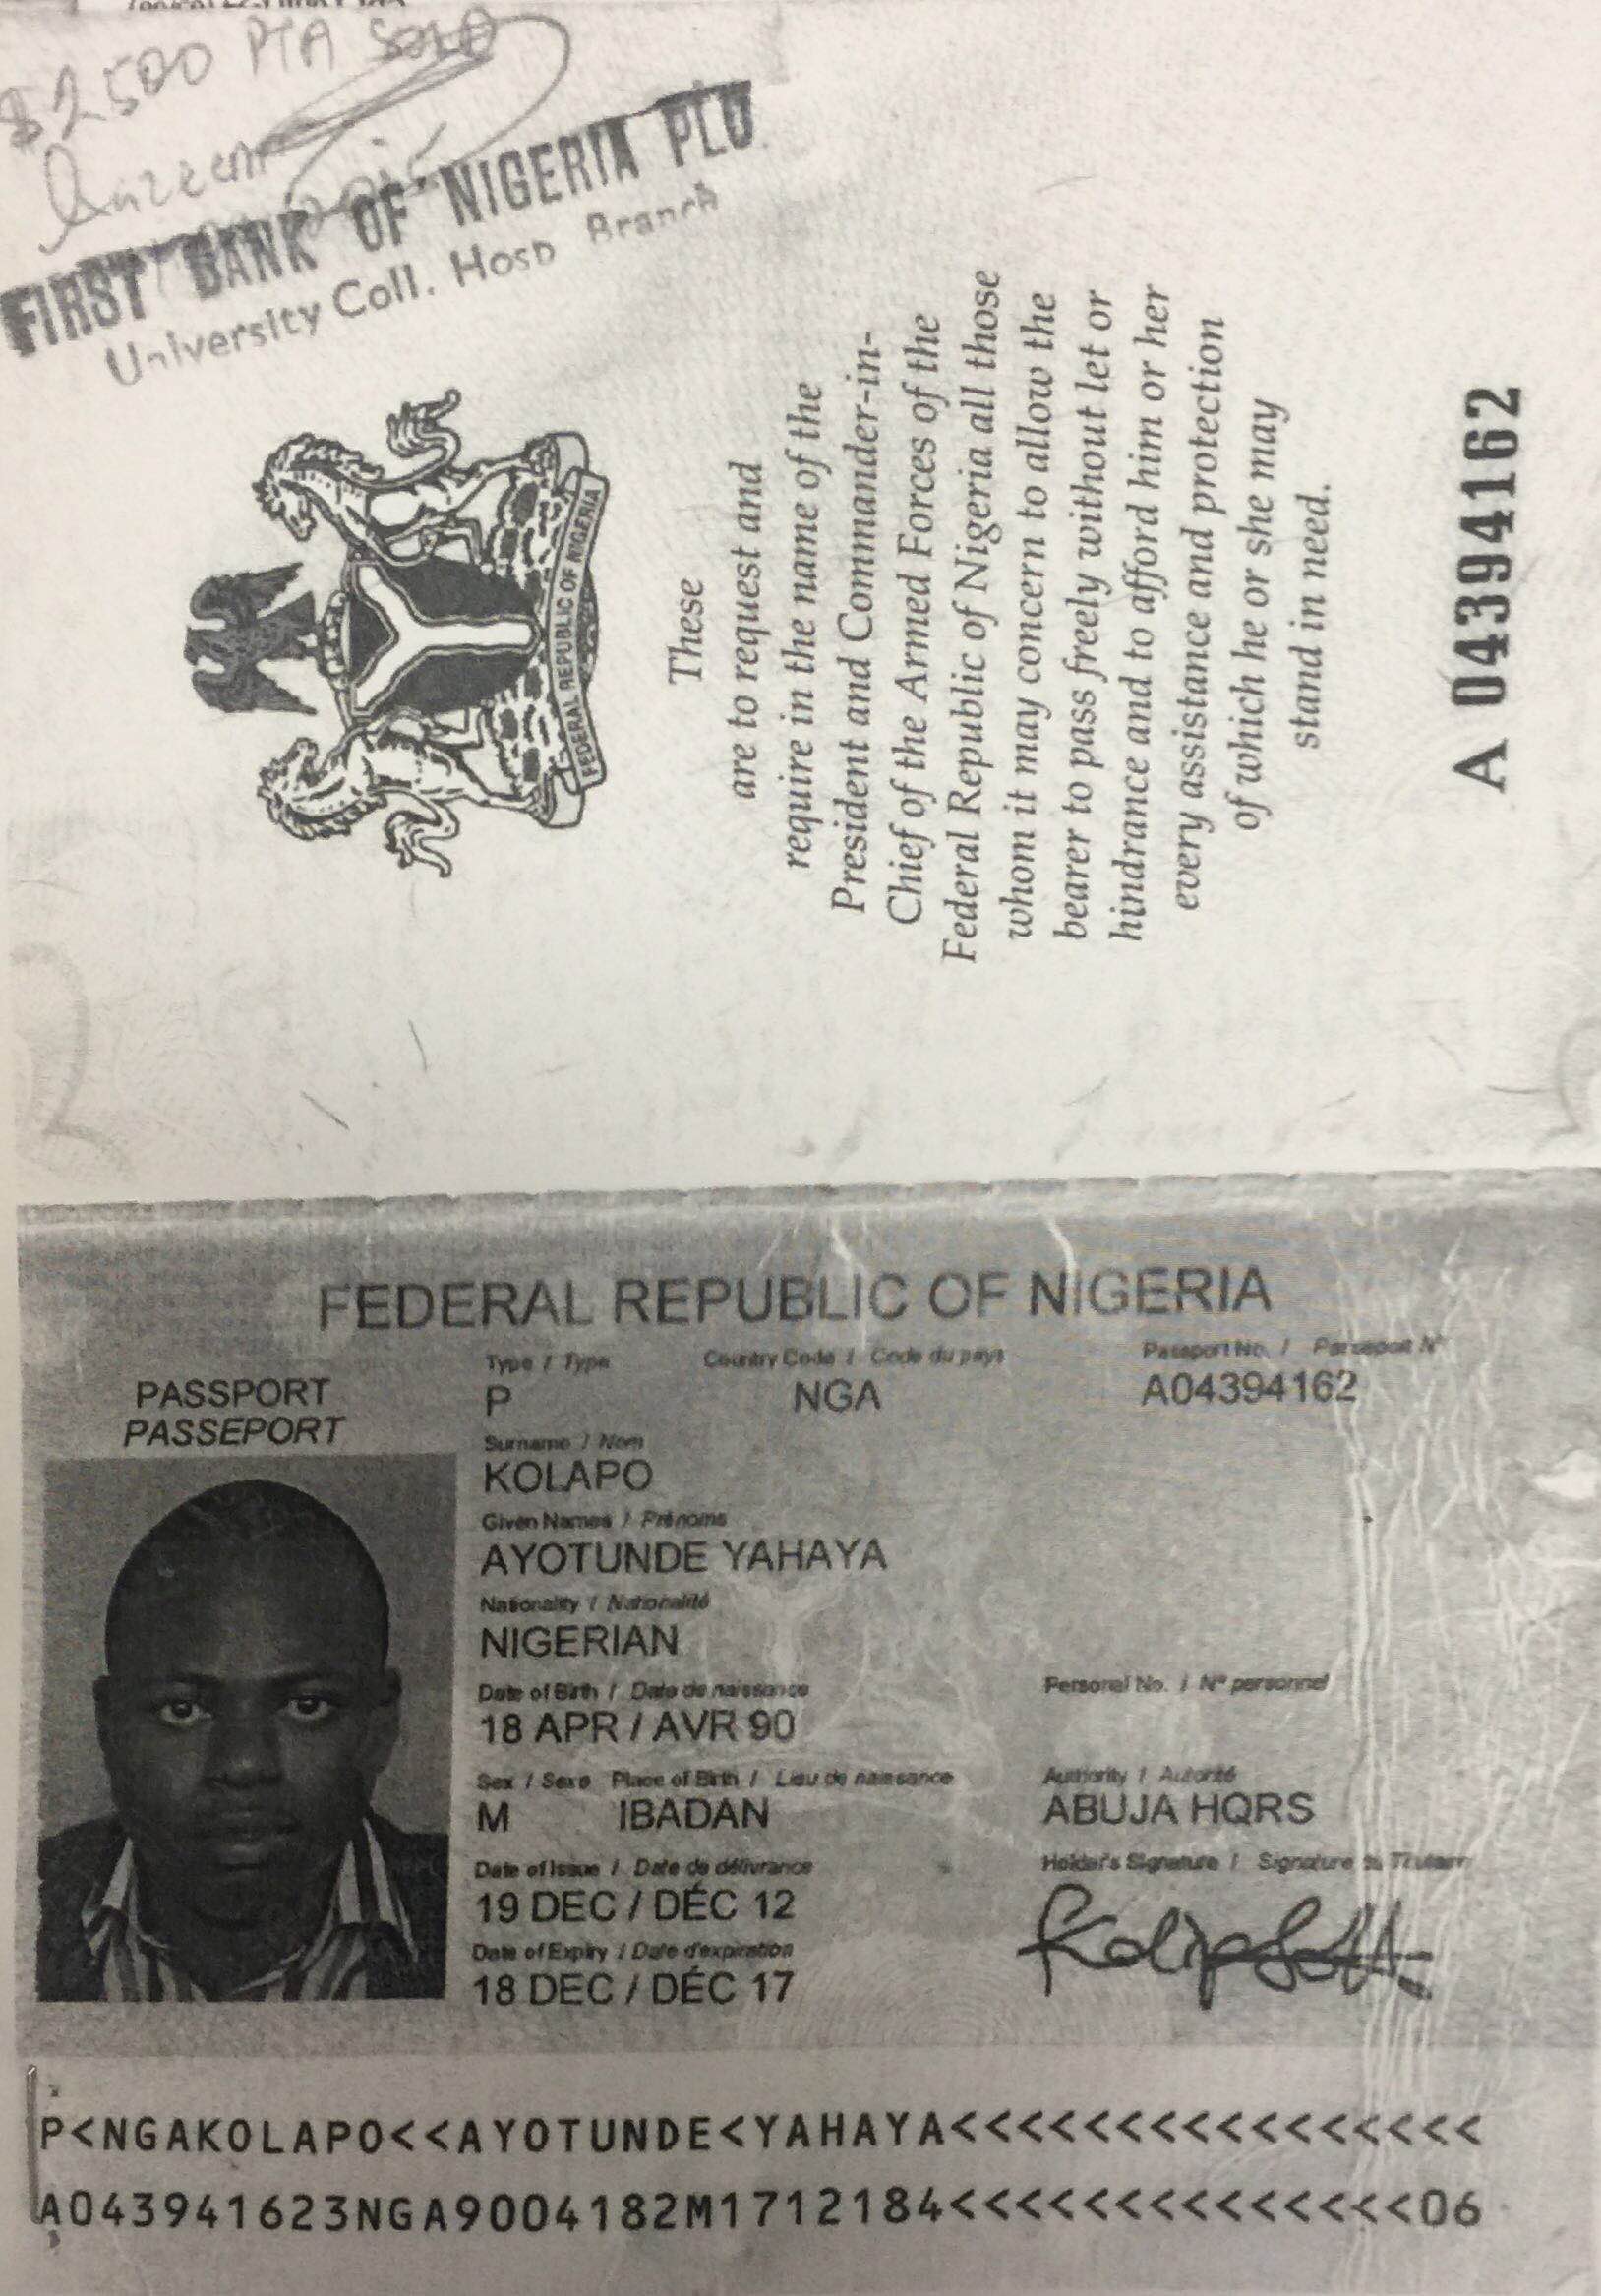 $2500 PTA SOLD
FIRST BANK OF NIGERIA PLC
University Coll. Hosp Branch
FEDERAL REPUBLIC OF NIGERIA
These
are to request and
require in the name of the
President and Commander-in-
Chief of the Armed Forces of the
Federal Republic of Nigeria all those
whom it may concern to allow the
bearer to pass freely without let or
hindrance and to afford him or her
every assistance and protection
of which he or she may
stand in need.
A 04394162
FEDERAL REPUBLIC OF NIGERIA
PASSPORT
PASSEPORT
Type / Type Country Code / Code du pays Passport No. / Passeport N°
P NGA A04394162
Surname / Nom
KOLAPO
Given Names / Prénoms
AYOTUNDE YAHAYA
Nationality / Nationalité
NIGERIAN
Date of Birth / Date de naissance Personal No. / N° personnel
18 APR / AVR 90
Sex / Sexe Place of Birth / Lieu de naissance Authority / Autorité
M IBADAN ABUJA HQRS
Date of Issue / Date de délivrance Holder's Signature / Signature du Titulaire
19 DEC / DÉC 12
Date of Expiry / Date d'expiration
18 DEC / DÉC 17
P<NGAKOLAPO<<AYOTUNDE<YAHAYA<<<<<<<<<<<<<<<<
A043941623NGA9004182M1712184<<<<<<<<<<<<<<06